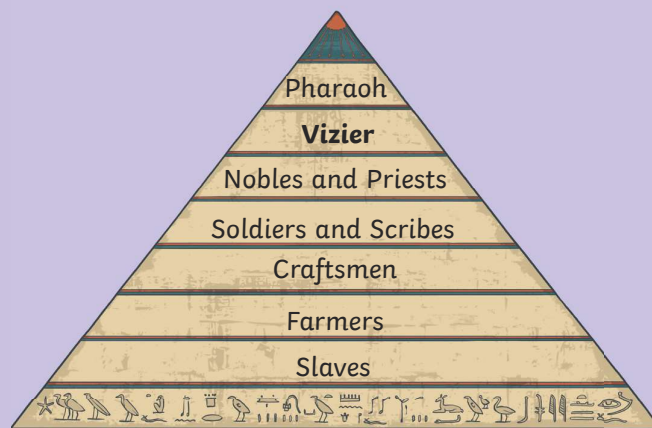 Pharaoh
Vizier
Nobles and Priests
Soldiers and Scribes
Craftsmen
Farmers
Slaves